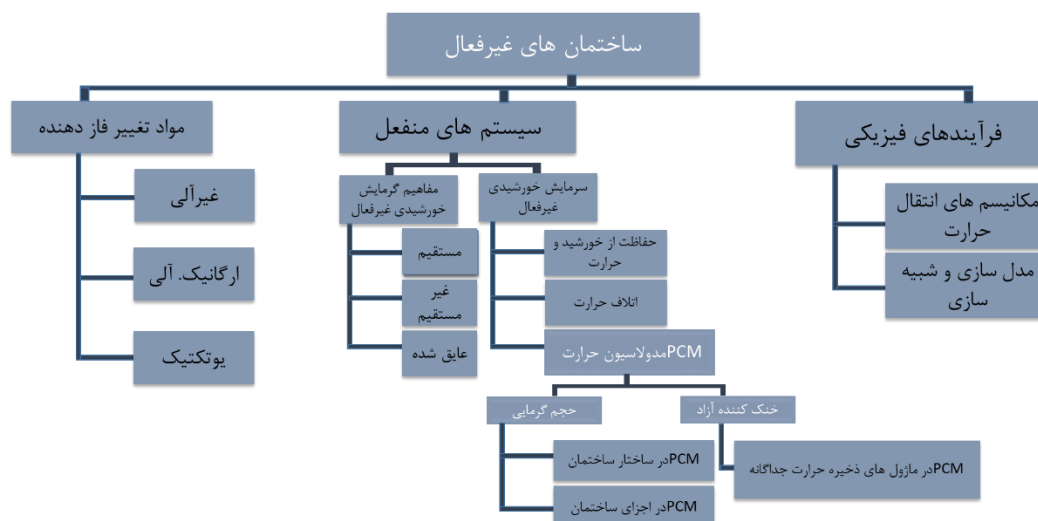 ساختمان های غیرفعال
فرآیندهای فیزیکی
مکانیسم های انتقال
حرارت
مدل سازی و شبیه
سازی
سیستم های منفعل
سرمایش خورشیدی
غیرفعال
حفاظت از خورشید و
حرارت
اتلاف حرارت
PCMمدولاسیون حرارت
خنک کننده آزاد
PCMدر ماژول های ذخیره حرارت جداگانه
حجم گرمایی
PCMدر ساختار ساختمان
PCMدر اجزای ساختمان
مفاهیم گرمایش
خورشیدی غیرفعال
مستقیم
غیر
مستقیم
عایق شده
مواد تغییر فاز دهنده
غیرآلی
ارگانیک. آلی
یوتکتیک